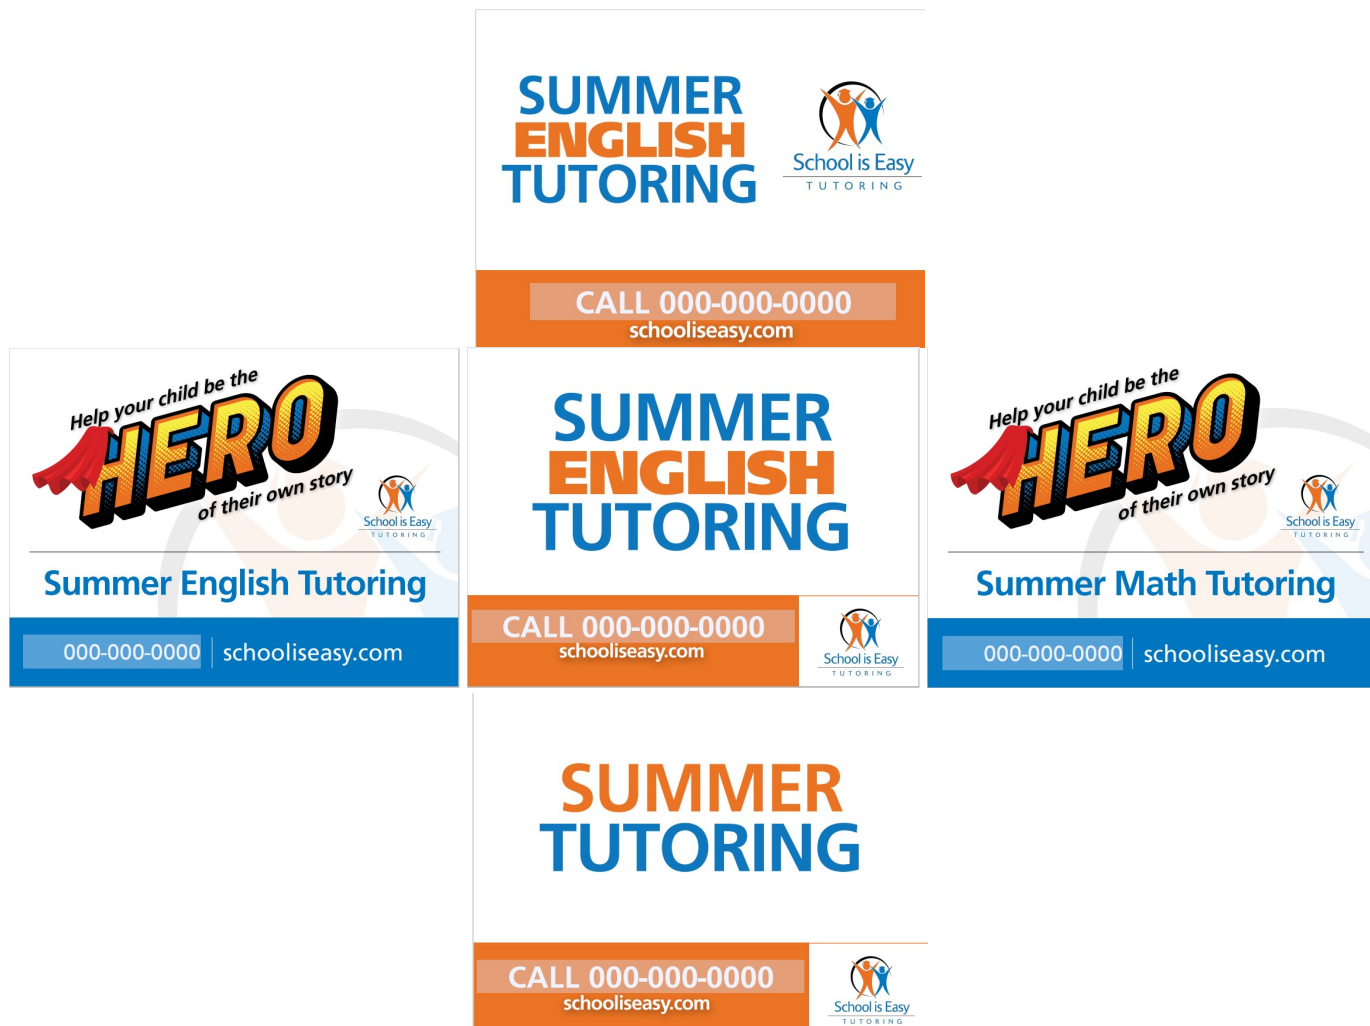 SUMMER
ENGLISH
TUTORING
School is Easy
TUTORING
CALL 000-000-0000
schooliseasy.com
Help your child be the
HERO
of their own story
School is Easy
TUTORING
Summer English Tutoring
000-000-0000 schooliseasy.com
SUMMER
ENGLISH
TUTORING
CALL 000-000-0000
schooliseasy.com
School is Easy
TUTORING
Help your child be the
HERO
of their own story
School is Easy
TUTORING
Summer Math Tutoring
000-000-0000 schooliseasy.com
SUMMER
TUTORING
CALL 000-000-0000
schooliseasy.com
School is Easy
TUTORING